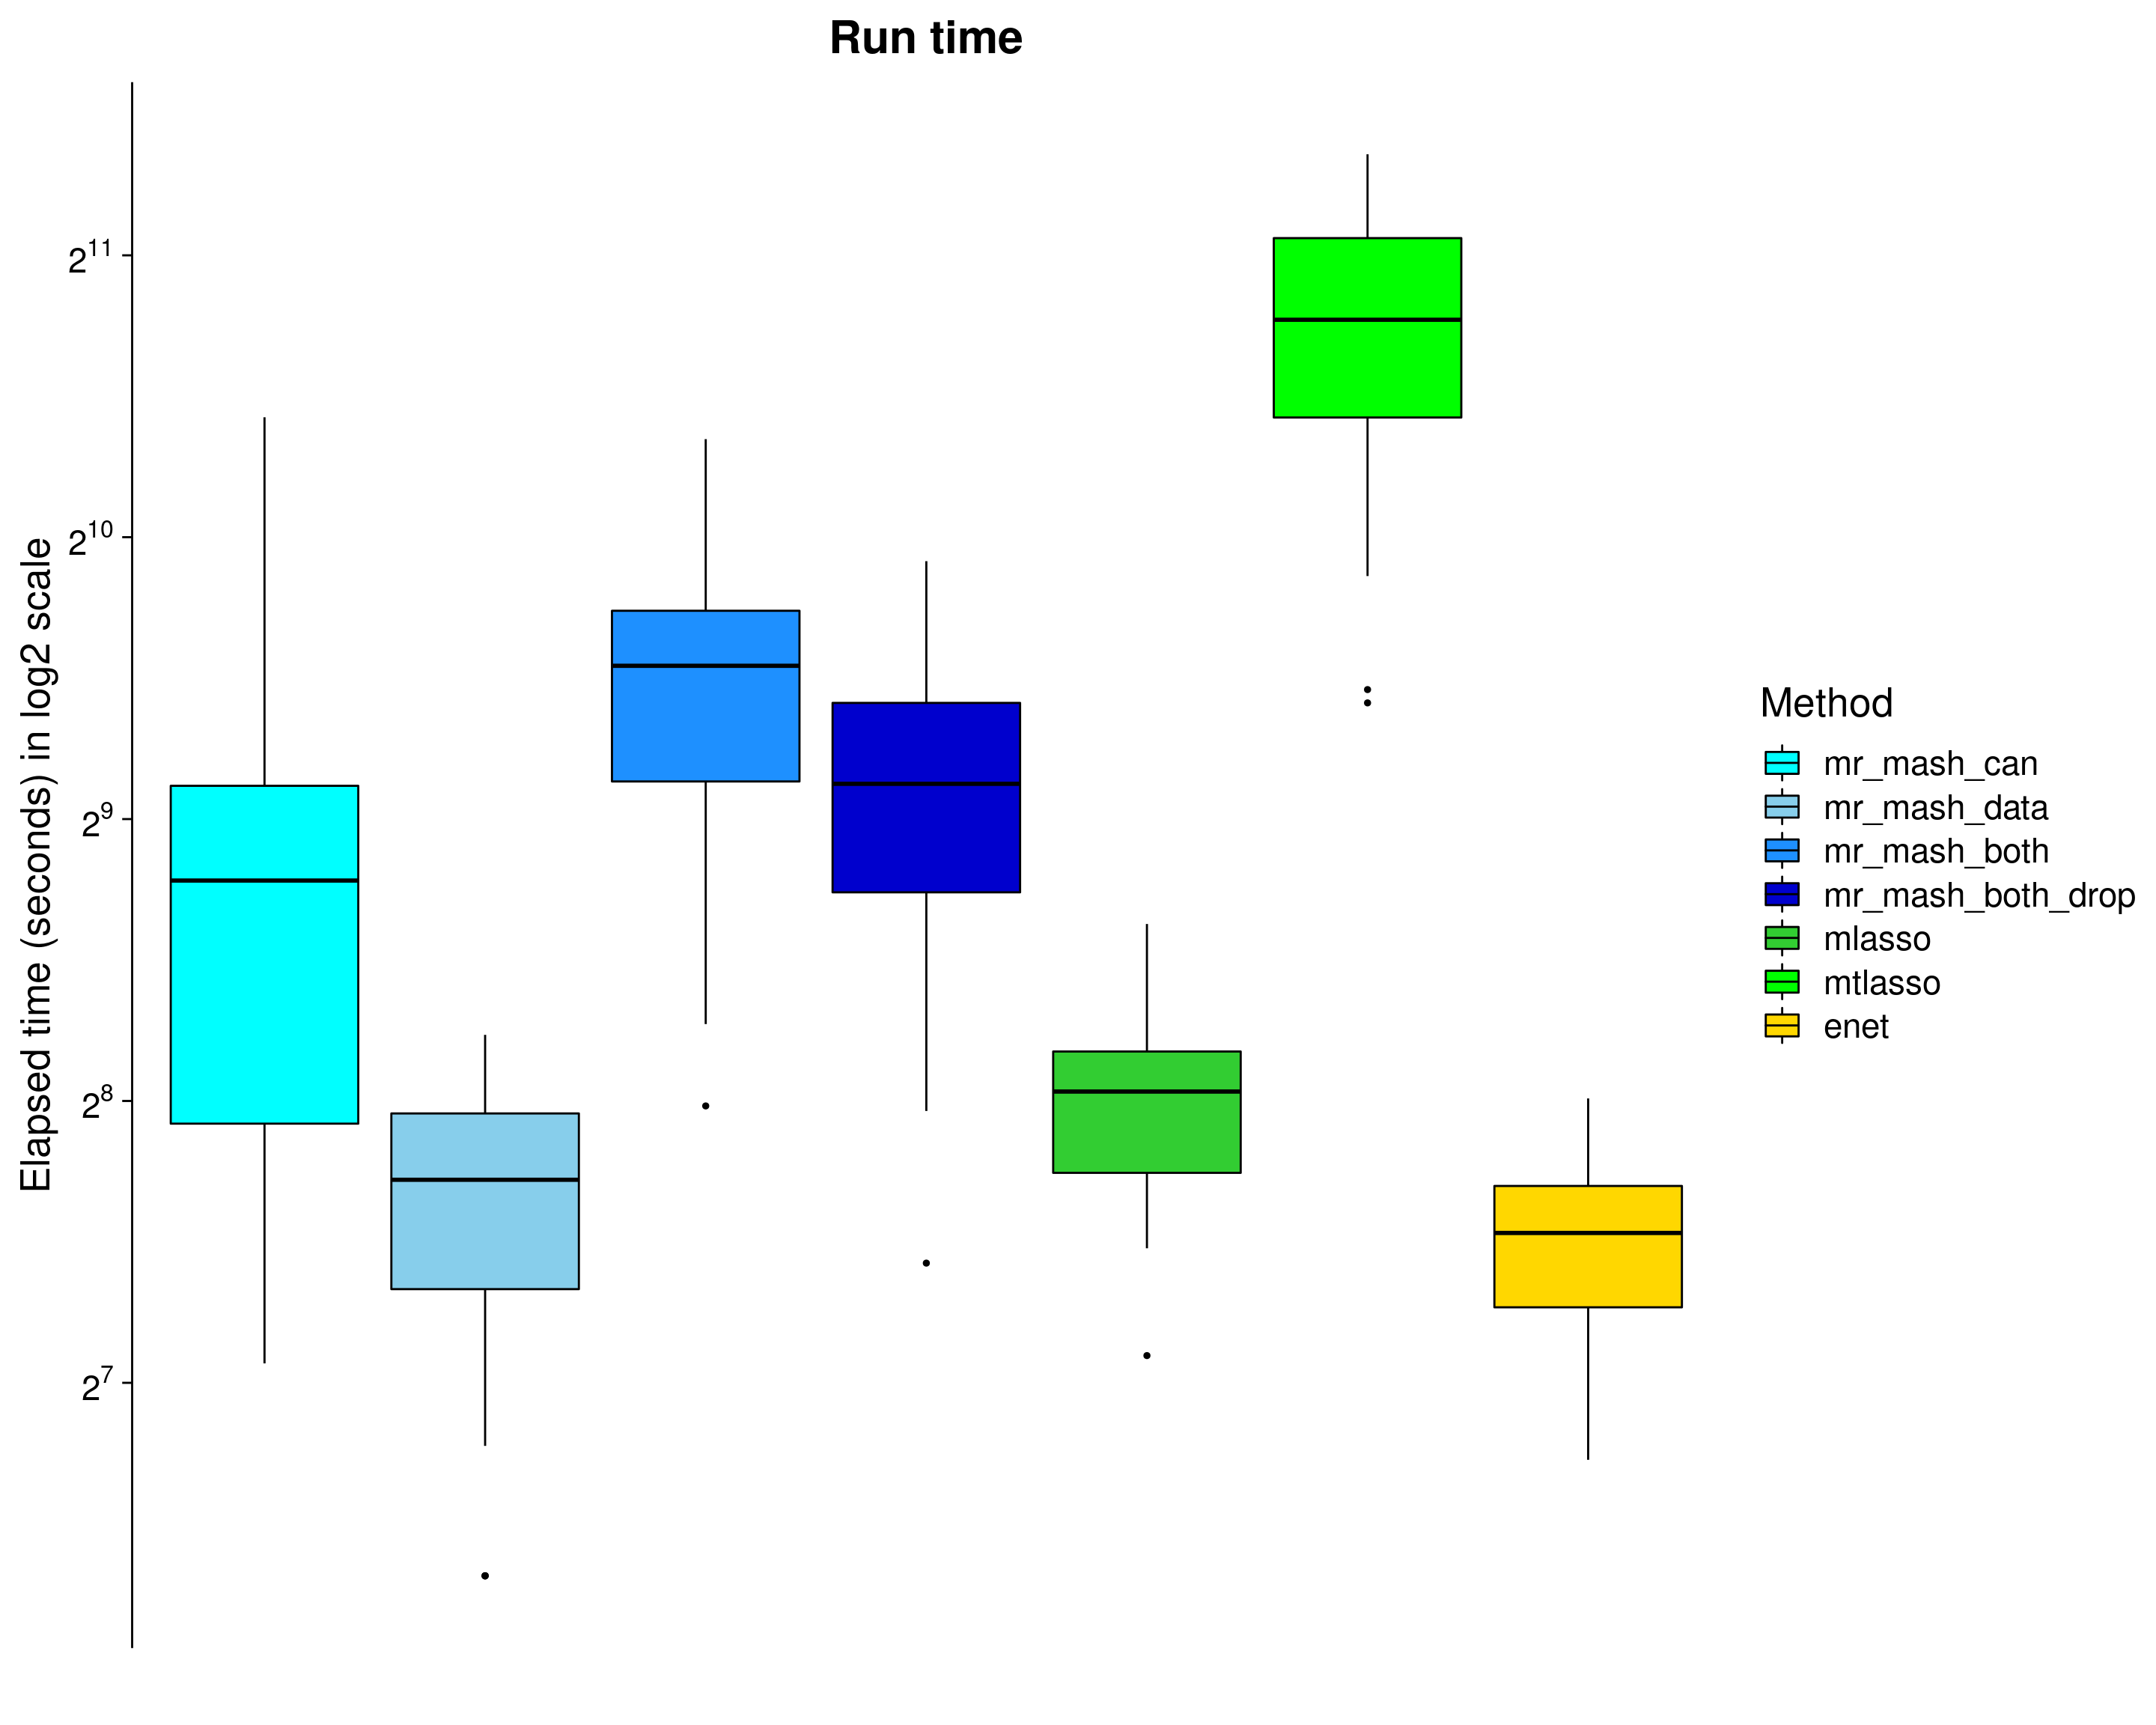 Run time
Elapsed time (seconds) in log2 scale
2^11
2^10
2^9
2^8
2^7
Method
mr_mash_can
mr_mash_data
mr_mash_both
mr_mash_both_drop
mlasso
mtlasso
enet